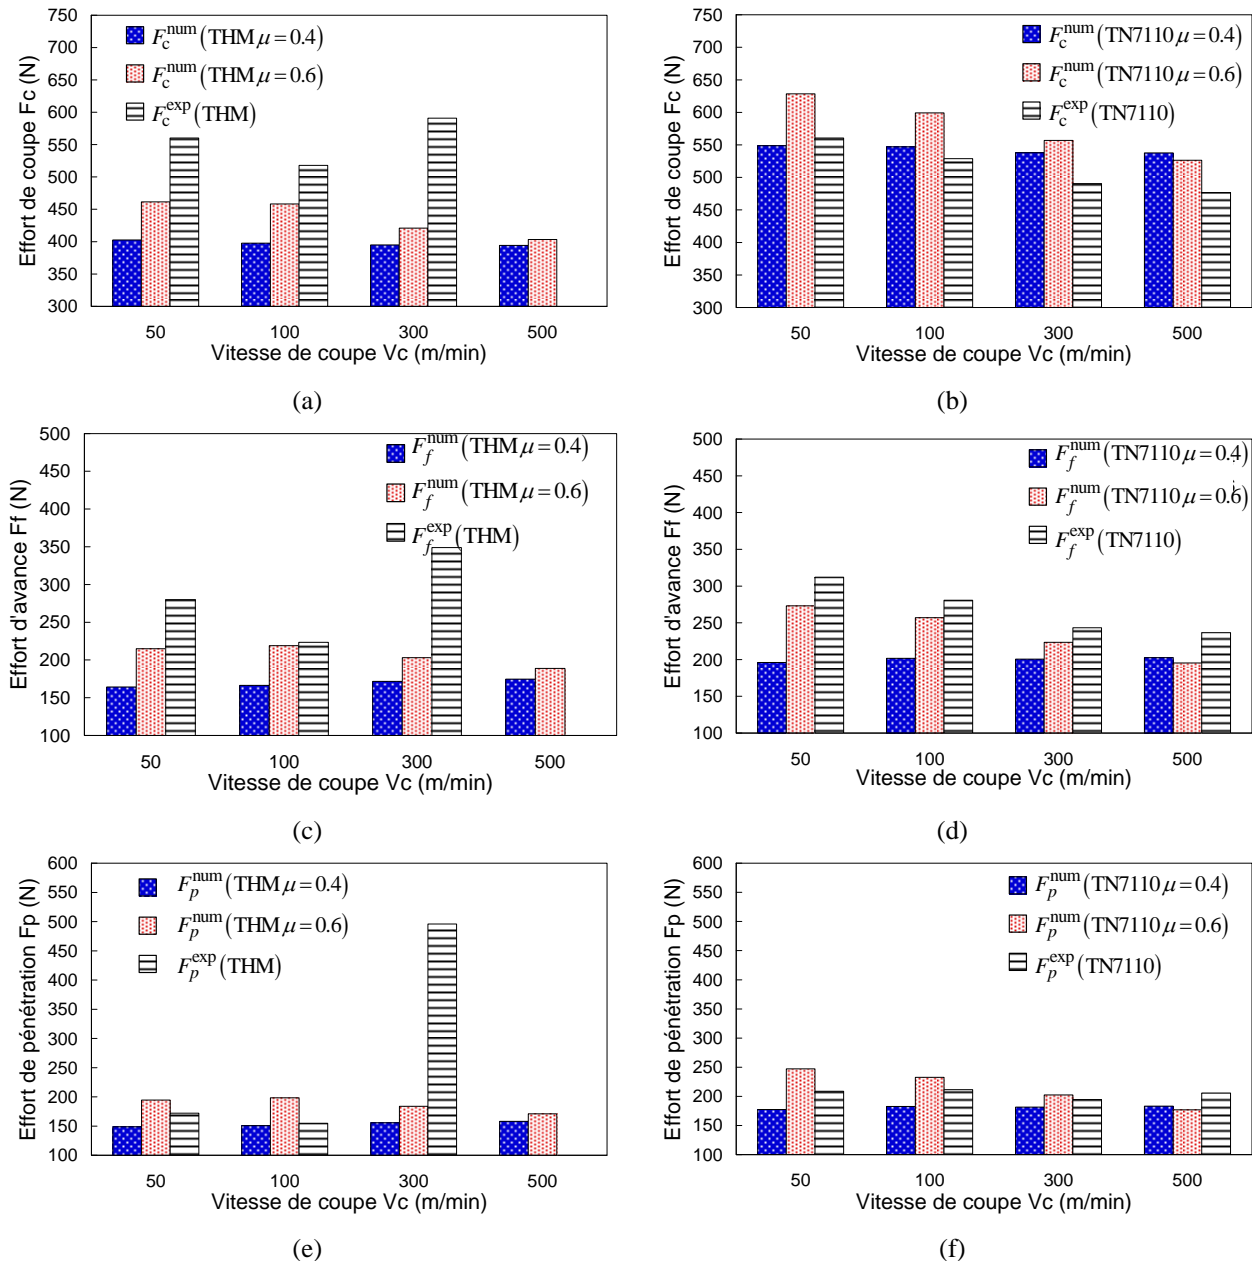 750
700
650
600
550
500
450
400
350
300
Effort de coupe Fc (N)
F_c^num (THM μ = 0.4)
F_c^num (THM μ = 0.6)
F_c^exp (THM)
50 100 300 500
Vitesse de coupe Vc (m/min)
(a)
750
700
650
600
550
500
450
400
350
300
Effort de coupe Fc (N)
F_c^num (TN7110 μ = 0.4)
F_c^num (TN7110 μ = 0.6)
F_c^exp (TN7110)
50 100 300 500
Vitesse de coupe Vc (m/min)
(b)
500
450
400
350
300
250
200
150
100
Effort d'avance Ff (N)
F_f^num (THM μ = 0.4)
F_f^num (THM μ = 0.6)
F_f^exp (THM)
50 100 300 500
Vitesse de coupe Vc (m/min)
(c)
500
450
400
350
300
250
200
150
100
Effort d'avance Ff (N)
F_f^num (TN7110 μ = 0.4)
F_f^num (TN7110 μ = 0.6)
F_f^exp (TN7110)
50 100 300 500
Vitesse de coupe Vc (m/min)
(d)
600
550
500
450
400
350
300
250
200
150
100
Effort de pénétration Fp (N)
F_p^num (THM μ = 0.4)
F_p^num (THM μ = 0.6)
F_p^exp (THM)
50 100 300 500
Vitesse de coupe Vc (m/min)
(e)
600
550
500
450
400
350
300
250
200
150
100
Effort de pénétration Fp (N)
F_p^num (TN7110 μ = 0.4)
F_p^num (TN7110 μ = 0.6)
F_p^exp (TN7110)
50 100 300 500
Vitesse de coupe Vc (m/min)
(f)